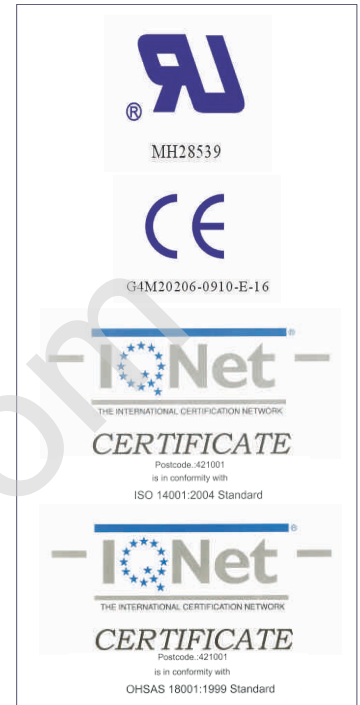 ®
MH28539
CE
G4M20206-0910-E-16
®
IQNet
THE INTERNATIONAL CERTIFICATION NETWORK
CERTIFICATE
Postcode.:421001
is in conformity with
ISO 14001:2004 Standard
®
IQNet
THE INTERNATIONAL CERTIFICATION NETWORK
CERTIFICATE
Postcode.:421001
is in conformity with
OHSAS 18001:1999 Standard
om